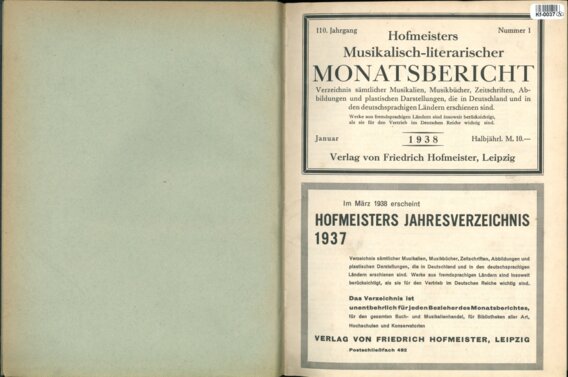 Kf-0037
110. Jahrgang
Nummer 1
Hofmeisters
Musikalisch-literarischer
MONATSBERICHT
Verzeichnis sämtlicher Musikalien, Musikbücher, Zeitschriften, Ab-
bildungen und plastischen Darstellungen, die in Deutschland und in
den deutschsprachigen Ländern erschienen sind.
Werke aus fremdsprachigen Ländern sind insoweit berücksichtigt,
als sie für den Vertrieb im Deutschen Reiche wichtig sind.
Januar
1938
Halbjährl. M. 10.—
Verlag von Friedrich Hofmeister, Leipzig
Im März 1938 erscheint
HOFMEISTERS JAHRESVERZEICHNIS
1937
Verzeichnis sämtlicher Musikalien, Musikbücher, Zeitschriften, Abbildungen und
plastischen Darstellungen, die in Deutschland und in den deutschsprachigen
Ländern erschienen sind. Werke aus fremdsprachigen Ländern sind insoweit
berücksichtigt, als sie für den Vertrieb im Deutschen Reiche wichtig sind.
Das Verzeichnis ist
unentbehrlich für jeden Bezieher des Monatsberichtes,
für den gesamten Buch- und Musikalienhandel, für Bibliotheken aller Art,
Hochschulen und Konservatorien
VERLAG VON FRIEDRICH HOFMEISTER, LEIPZIG
Postschließfach 482